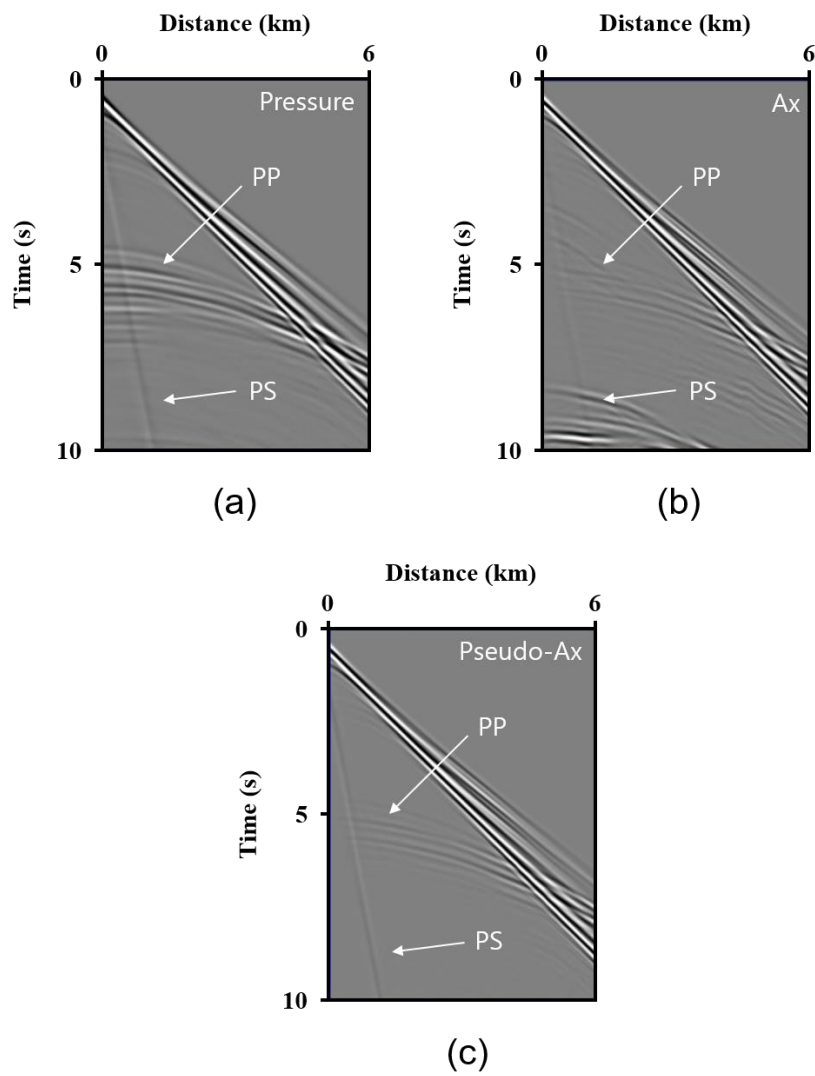 Distance (km)
0 6
0
Pressure
PP
Time (s)
5
PS
10
(a)
Distance (km)
0 6
0
Ax
PP
Time (s)
5
PS
10
(b)
Distance (km)
0 6
0
Pseudo-Ax
PP
Time (s)
5
PS
10
(c)